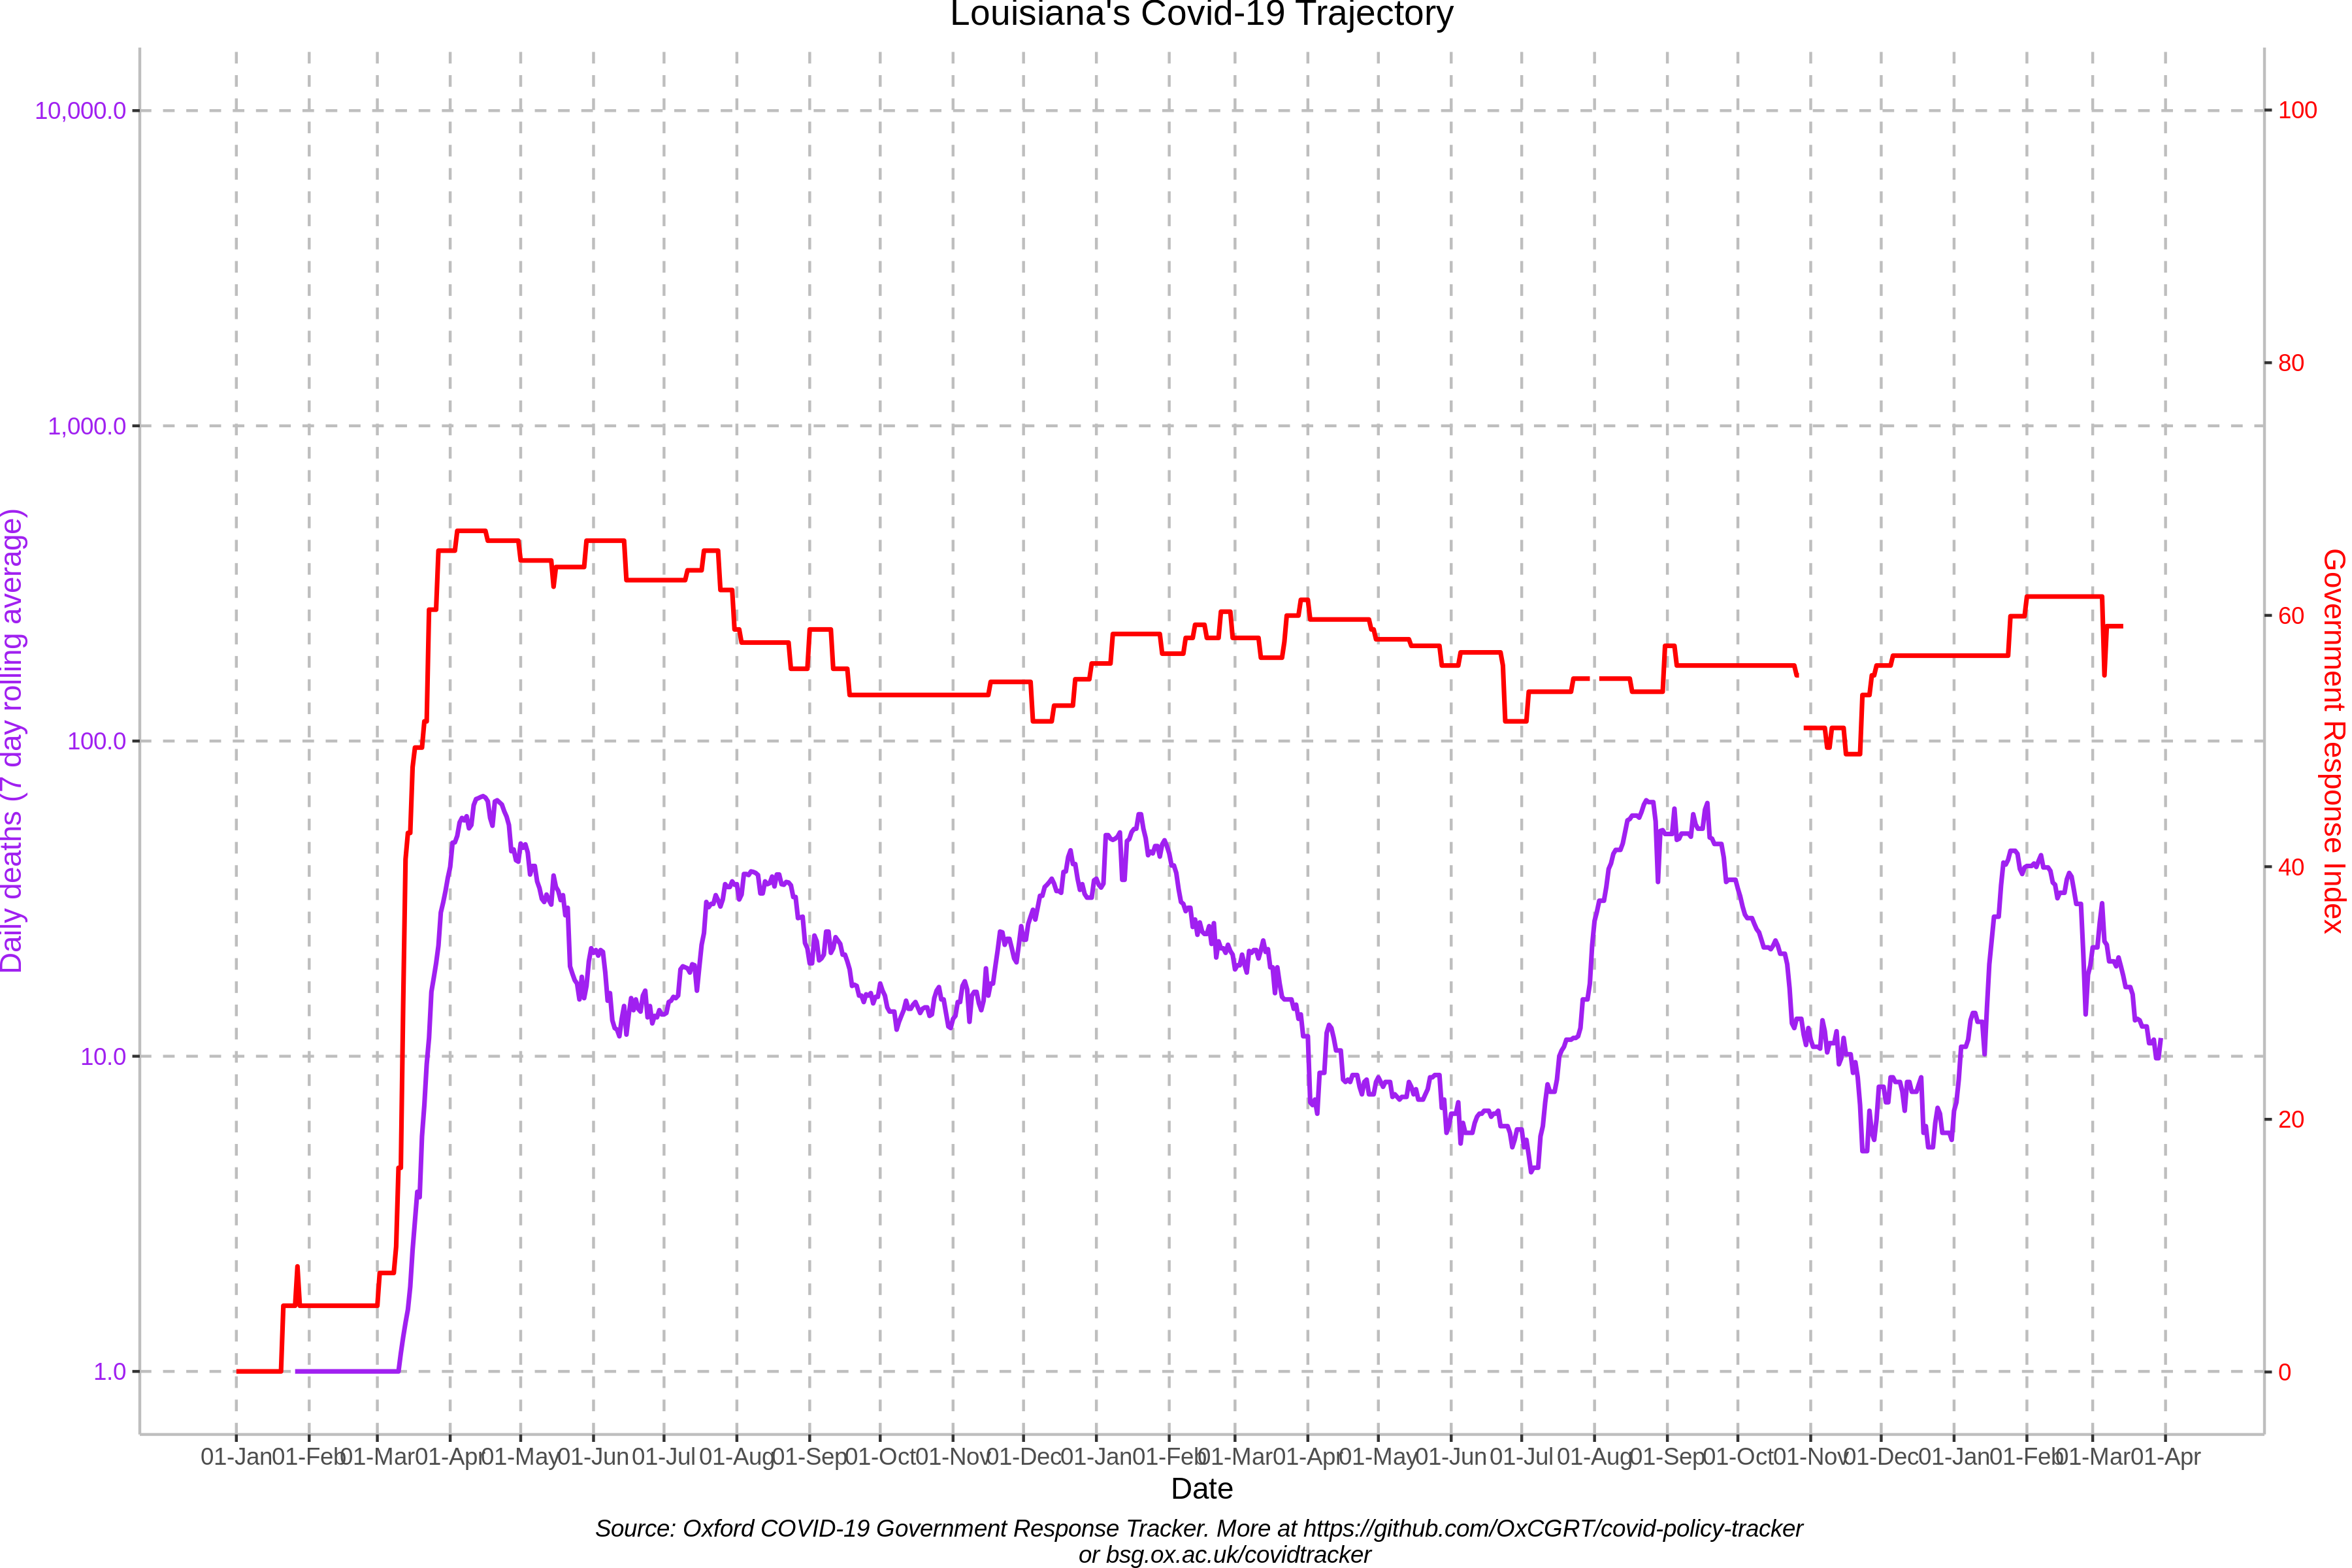 Louisiana's Covid-19 Trajectory
10,000.0
1,000.0
100.0
10.0
1.0
Daily deaths (7 day rolling average)
100
80
60
40
20
0
Government Response Index
01-Jan 01-Feb 01-Mar 01-Apr 01-May 01-Jun 01-Jul 01-Aug 01-Sep 01-Oct 01-Nov 01-Dec 01-Jan 01-Feb 01-Mar 01-Apr 01-May 01-Jun 01-Jul 01-Aug 01-Sep 01-Oct 01-Nov 01-Dec 01-Jan 01-Feb 01-Mar 01-Apr
Date
Source: Oxford COVID-19 Government Response Tracker. More at https://github.com/OxCGRT/covid-policy-tracker
or bsg.ox.ac.uk/covidtracker